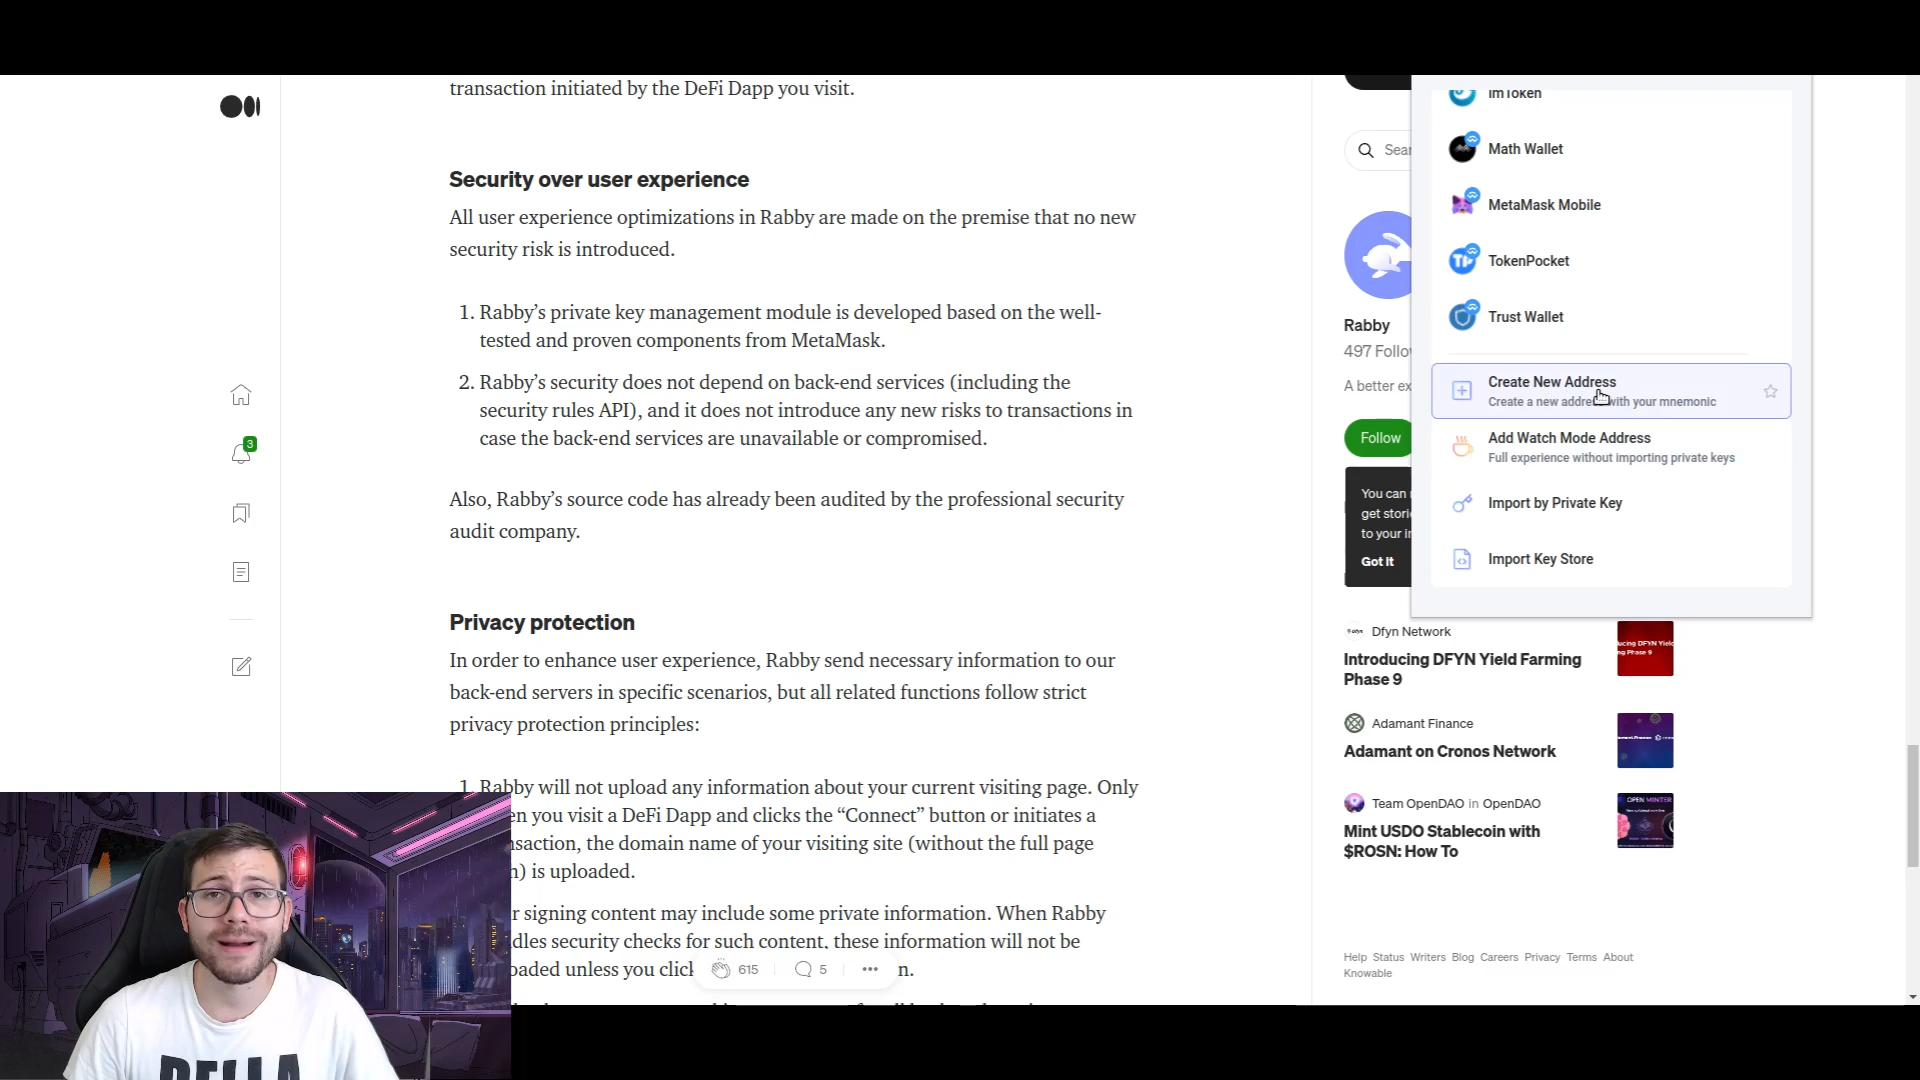 transaction initiated by the DeFi Dapp you visit.
Security over user experience
All user experience optimizations in Rabby are made on the premise that no new
security risk is introduced.
1. Rabby’s private key management module is developed based on the well-
tested and proven components from MetaMask.
2. Rabby’s security does not depend on back-end services (including the
security rules API), and it does not introduce any new risks to transactions in
case the back-end services are unavailable or compromised.
Also, Rabby’s source code has already been audited by the professional security
audit company.
Privacy protection
In order to enhance user experience, Rabby send necessary information to our
back-end servers in specific scenarios, but all related functions follow strict
privacy protection principles:
1. Rabby will not upload any information about your current visiting page. Only
you visit a DeFi Dapp and clicks the “Connect” button or initiates a
the domain name of your visiting site (without the full page
is uploaded.
signing content may include some private information. When Rabby
security checks for such content, these information will not be
unless you
615
5
3
Rabby
497
A better
Follow
You can
get
to your
Got it
imToken
Math Wallet
MetaMask Mobile
TokenPocket
Trust Wallet
Create New Address
Create a new with your mnemonic
Add Watch Mode Address
Full experience without importing private keys
Import by Private Key
Import Key Store
Dfyn Network
Introducing DFYN Yield Farming
Phase 9
Adamant Finance
Adamant on Cronos Network
Team OpenDAO in OpenDAO
Mint USDO Stablecoin with
$ROSN: How To
OPEN MINTER
Help Status Writers Blog Careers Privacy Terms About
Knowable